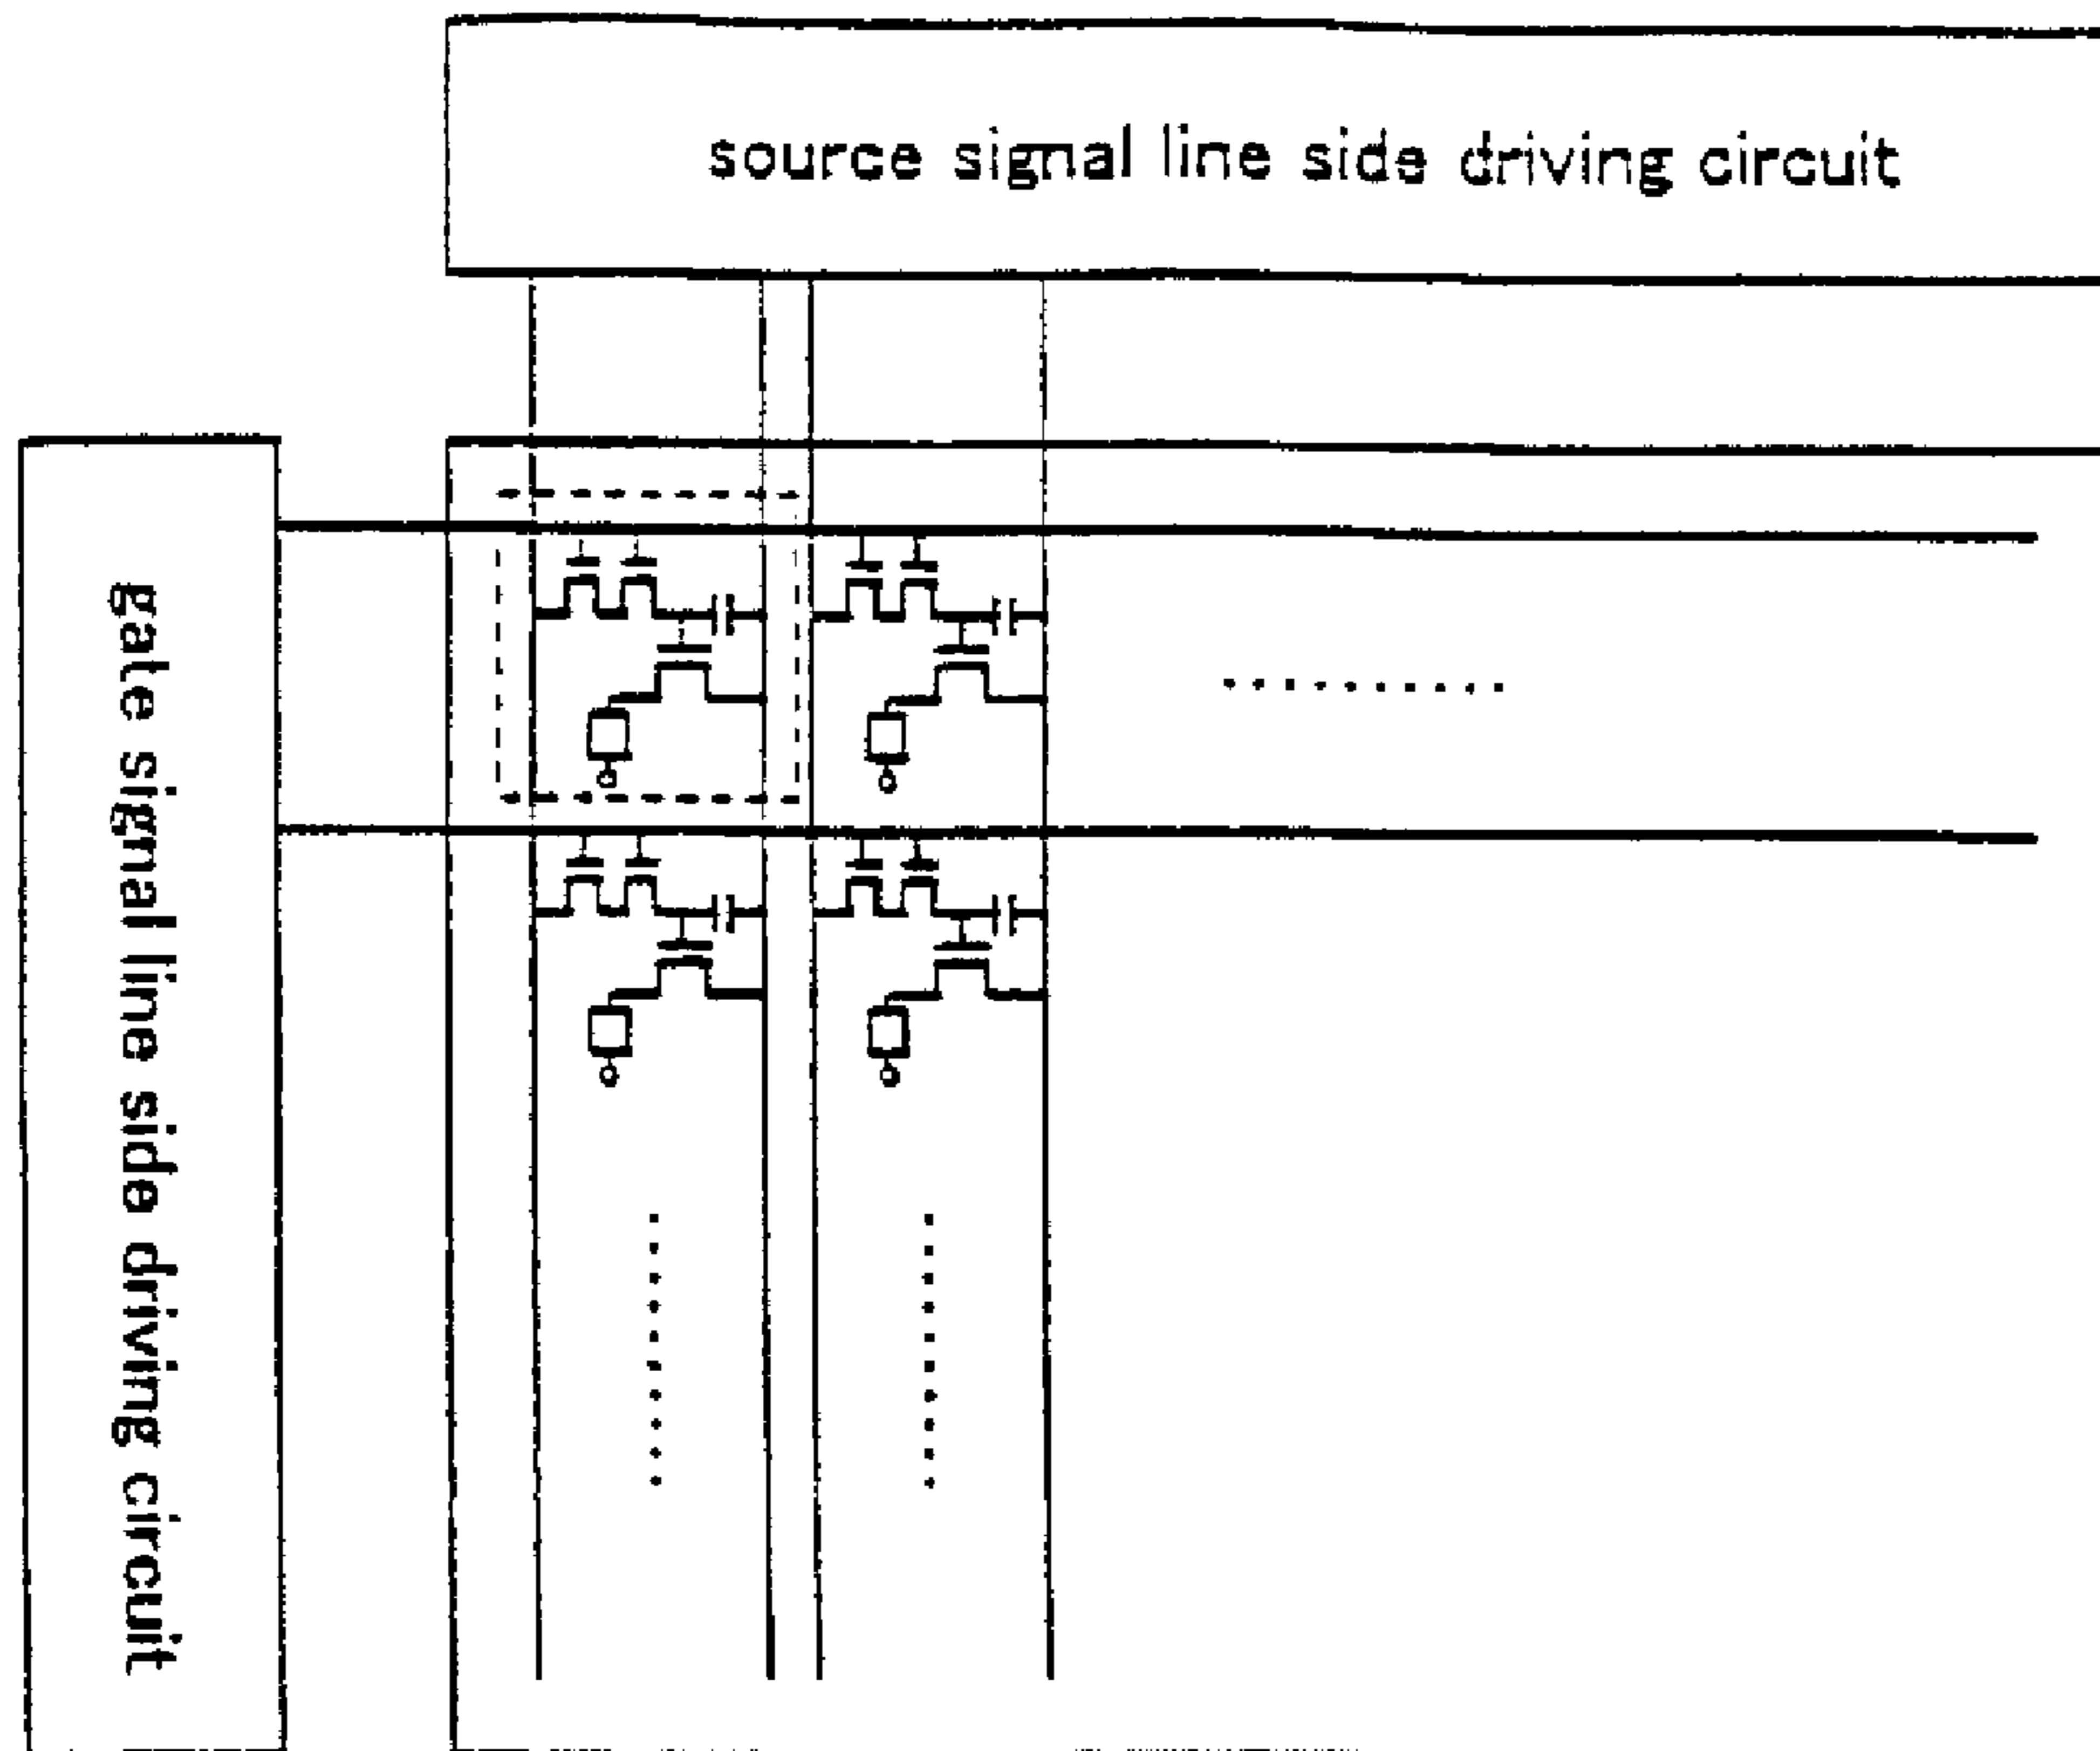 source signal line side driving circuit
gate signal line side driving circuit